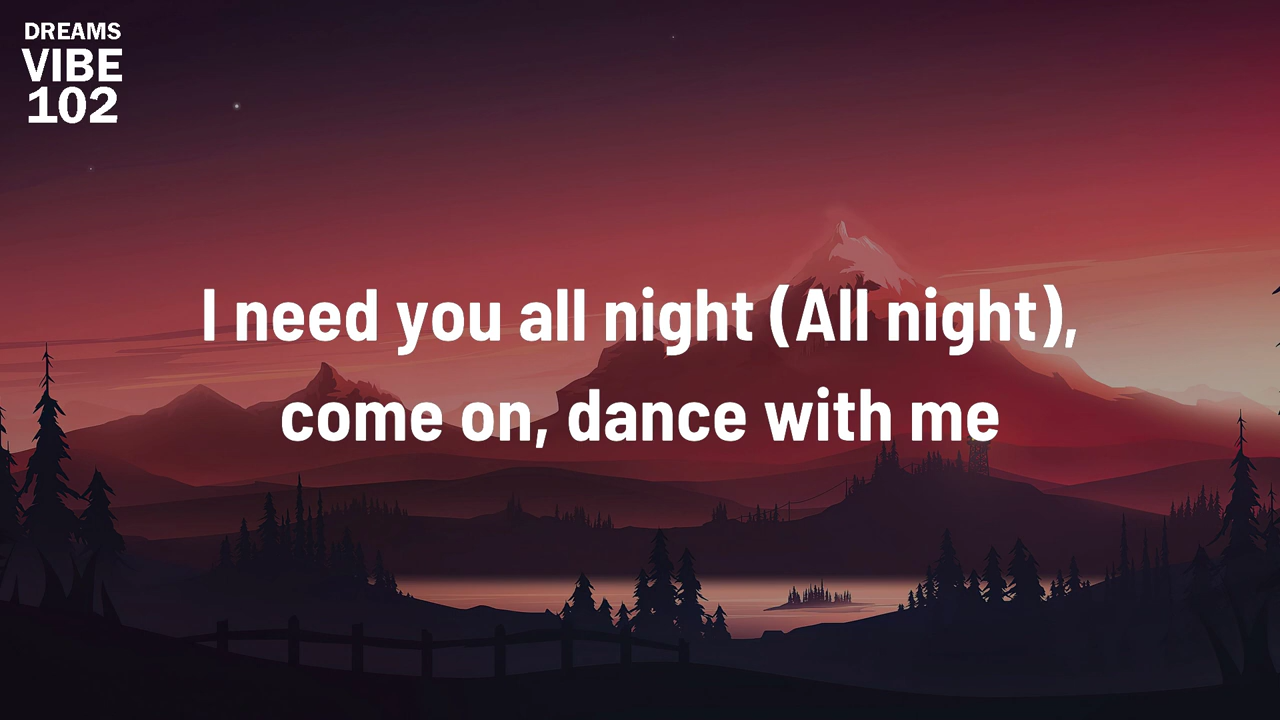 DREAMS
VIBE
102
I need you all night (All night),
come on, dance with me